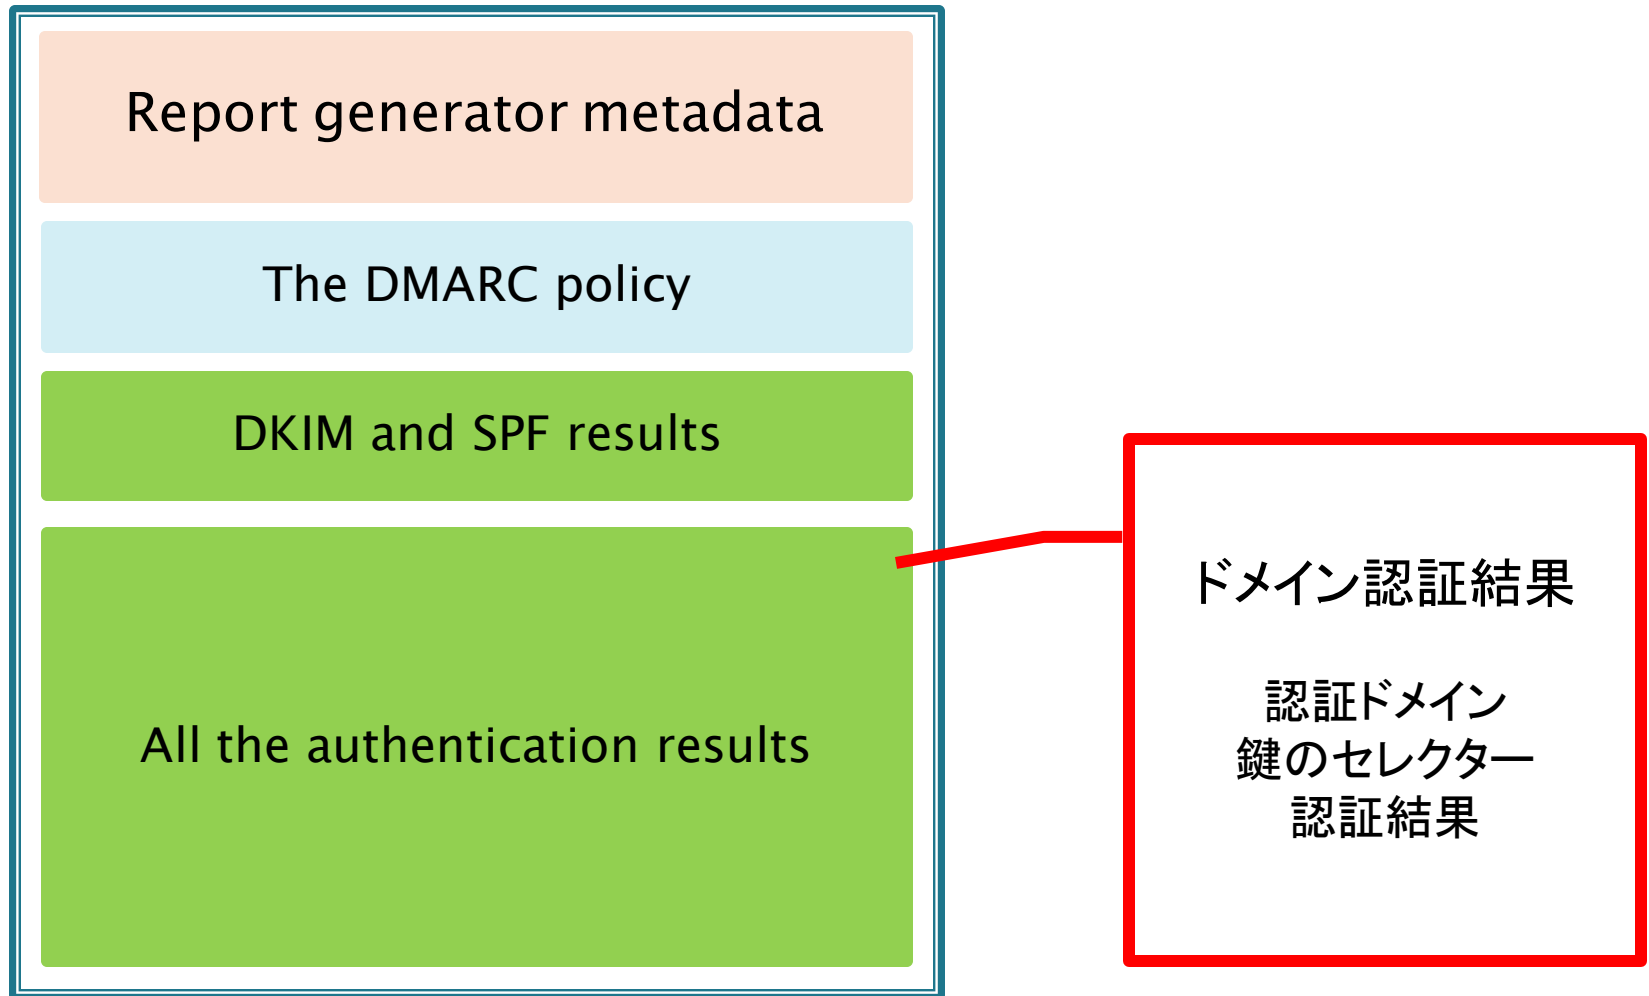 Report generator metadata
The DMARC policy
DKIM and SPF results
All the authentication results
ドメイン認証結果
認証ドメイン
鍵のセレクター
認証結果